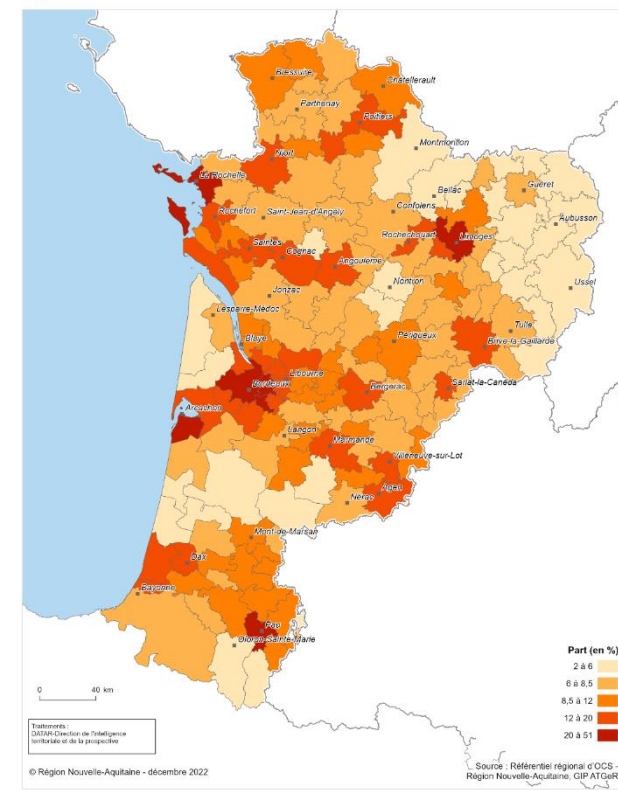 Bressuire
Chatellerault
Parthenay
Poitiers
Montmorillon
Niort
La Rochelle
Bellac
Guéret
Rochefort
Saint-Jean-d'Angely
Confolens
Aubusson
Rochechouart
Limoges
Saintes
Cognac
Angouleme
Ussel
Jonzac
Nontron
Lesparre-Médoc
Tulle
Blaye
Périgueux
Brive-la-Gaillarde
Libourne
Bordeaux
Bergerac
Sarlat-la-Canéda
Arcachon
Langon
Marmande
Villeneuve-sur-Lot
Agen
Nérac
Mont-de-Marsan
Dax
Bayonne
Pau
Oloron-Sainte-Marie
Part (en %)
2 à 6
6 à 8,5
8,5 à 12
12 à 20
20 à 51
0 40 km
Traitements :
DATAR-Direction de l'intelligence
territoriale et de la prospective
© Région Nouvelle-Aquitaine - décembre 2022
Source : Référentiel régional d'OCS -
Région Nouvelle-Aquitaine, GIP ATGeR